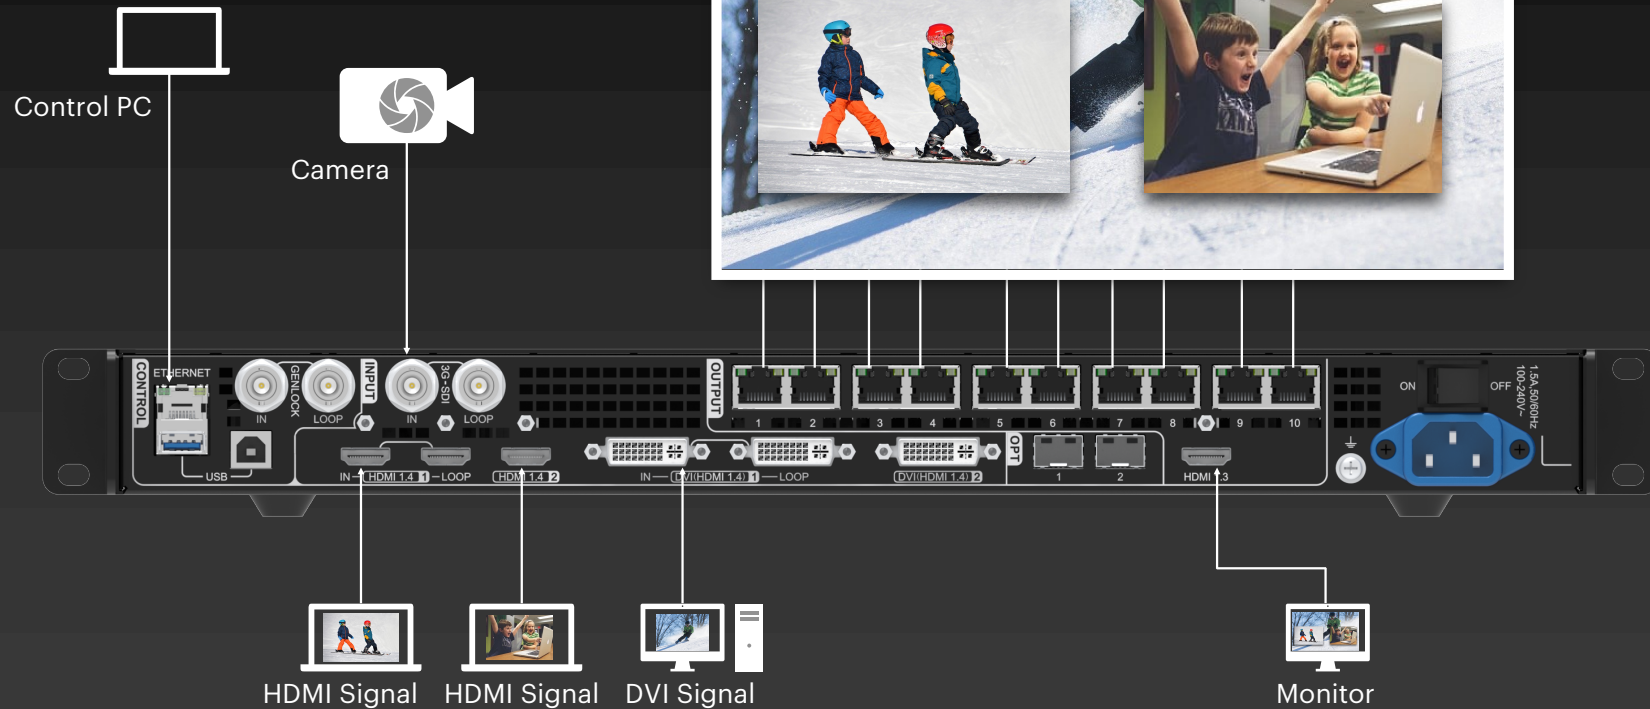 Control PC
Camera
CONTROL
ETHERNET
GENLOCK
IN
LOOP
USB
INPUT
3G-SDI
IN
LOOP
OUTPUT
1
2
3
4
5
6
7
8
9
10
ON
OFF
1.5A,50/60Hz
100-240V~
IN
HDMI 1.4 1
LOOP
HDMI 1.4 2
IN
DVI(HDMI 1.4) 1
LOOP
DVI(HDMI 1.4) 2
OPT
1
2
HDMI 1.3
HDMI Signal
HDMI Signal
DVI Signal
Monitor